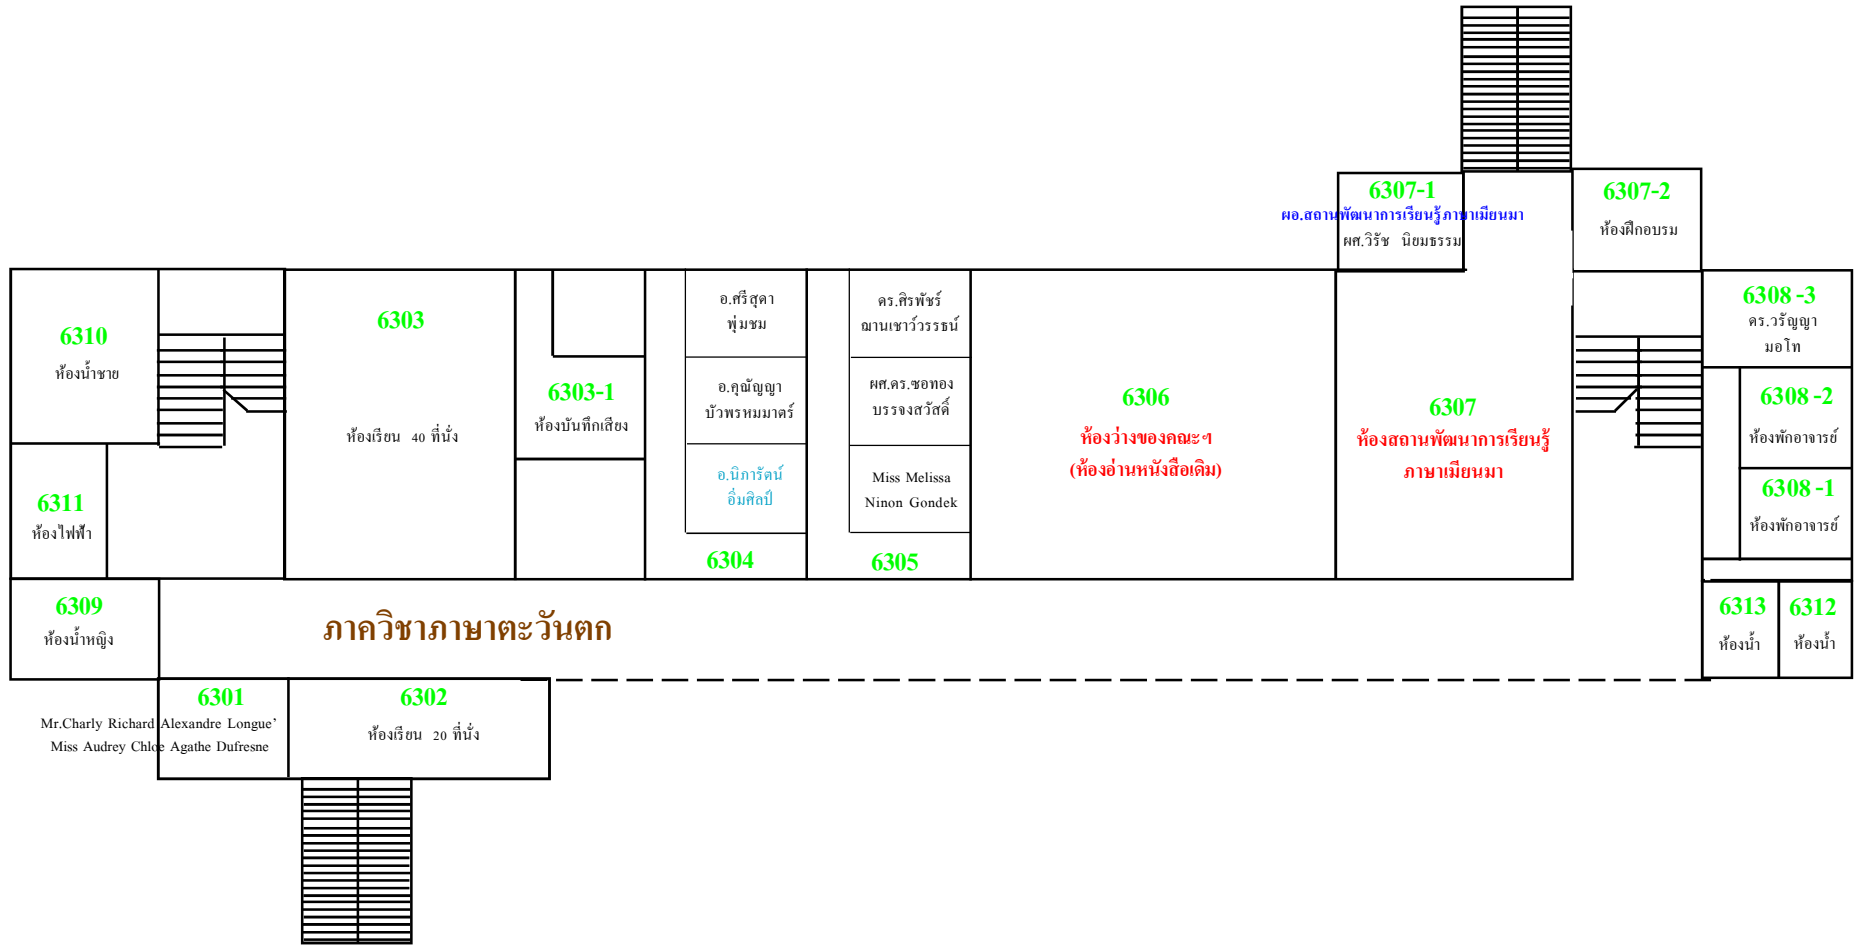 6307-1
ผอ.สถานพัฒนาการเรียนรู้ภาษาเมียนมา
ผศ.วิรัช นิยมธรรม
6307-2
ห้องฝึกอบรม
6310
ห้องน้ำชาย
6303
ห้องเรียน 40 ที่นั่ง
6303-1
ห้องบันทึกเสียง
อ.ศรีสุดา
พุ่มชม
อ.คุณัญญา
บัวพรหมมาตร์
อ.นิภารัตน์
อิ่มศิลป์
6304
ดร.ศิรพัชร์
ฌานเชาว์วรรธน์
ผศ.ดร.ซอทอง
บรรจงสวัสดิ์
Miss Melissa
Ninon Gondek
6305
6306
ห้องว่างของคณะฯ
(ห้องอ่านหนังสือเดิม)
6307
ห้องสถานพัฒนาการเรียนรู้
ภาษาเมียนมา
6308 -3
ดร.วรัญญา
มอโท
6308 -2
ห้องพักอาจารย์
6308 -1
ห้องพักอาจารย์
6311
ห้องไฟฟ้า
6309
ห้องน้ำหญิง
ภาควิชาภาษาตะวันตก
6313
ห้องน้ำ
6312
ห้องน้ำ
6301
Mr.Charly Richard Alexandre Longue’
Miss Audrey Chloe Agathe Dufresne
6302
ห้องเรียน 20 ที่นั่ง